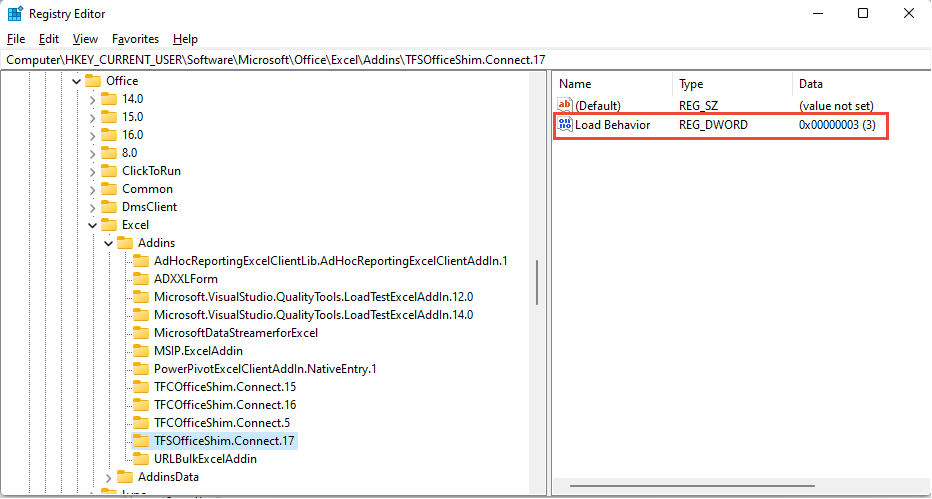 Registry Editor
File Edit View Favorites Help
Computer\HKEY_CURRENT_USER\Software\Microsoft\Office\Excel\Addins\TFSOfficeShim.Connect.17
Office
14.0
15.0
16.0
8.0
ClickToRun
Common
DmsClient
Excel
Addins
AdHocReportingExcelClientLib.AdHocReportingExcelClientAddIn.1
ADXXLForm
Microsoft.VisualStudio.QualityTools.LoadTestExcelAddIn.12.0
Microsoft.VisualStudio.QualityTools.LoadTestExcelAddIn.14.0
MicrosoftDataStreamerforExcel
MSIP.ExcelAddin
PowerPivotExcelClientAddIn.NativeEntry.1
TFCOfficeShim.Connect.15
TFCOfficeShim.Connect.16
TFCOfficeShim.Connect.5
TFSOfficeShim.Connect.17
URLBulkExcelAddin
AddinsData
Name Type Data
ab (Default) REG_SZ (value not set)
Load Behavior REG_DWORD 0x00000003 (3)